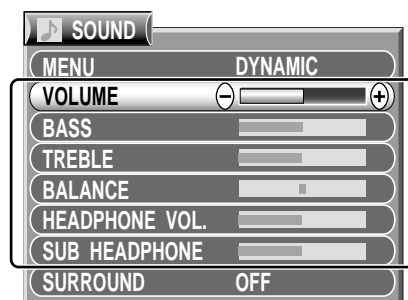 SOUND
MENU DYNAMIC
VOLUME
BASS
TREBLE
BALANCE
HEADPHONE VOL.
SUB HEADPHONE
SURROUND OFF